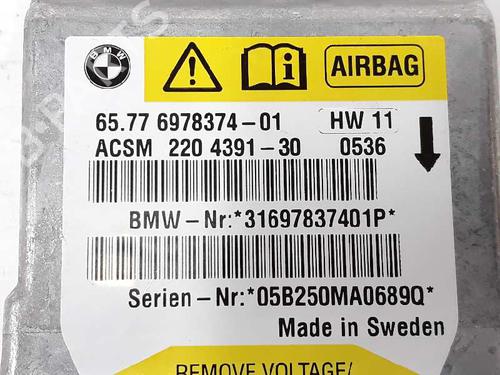 BMW
AIRBAG
65.77 6978374-01 HW 11
ACSM 220 4391-30 0536
BMW-Nr:*31697837401P*
Serien-Nr:*05B250MA0689Q*
Made in Sweden
REMOVE VOLTAGE/